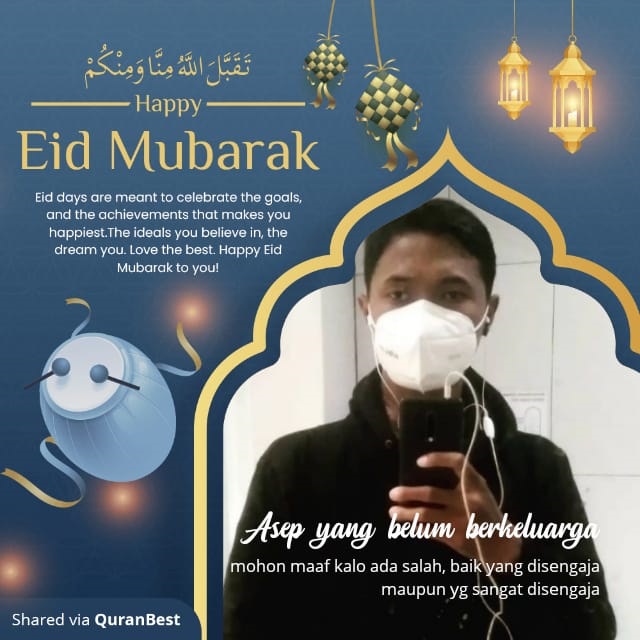 تَقَبَّلَ اللَّهُ مِنَّا وَمِنْكُمْ
Happy
Eid Mubarak
Eid days are meant to celebrate the goals,
and the achievements that makes you
happiest.The ideals you believe in, the
dream you. Love the best. Happy Eid
Mubarak to you!
Asep yang belum berkeluarga
mohon maaf kalo ada salah, baik yang disengaja
maupun yg sangat disengaja
Shared via QuranBest